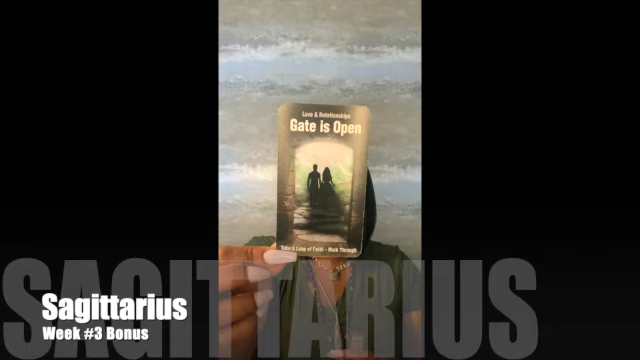 Love & Relationships
Gate is Open
Take A Leap of Faith - Walk Through
SAGITTARIUS
Sagittarius
Week #3 Bonus